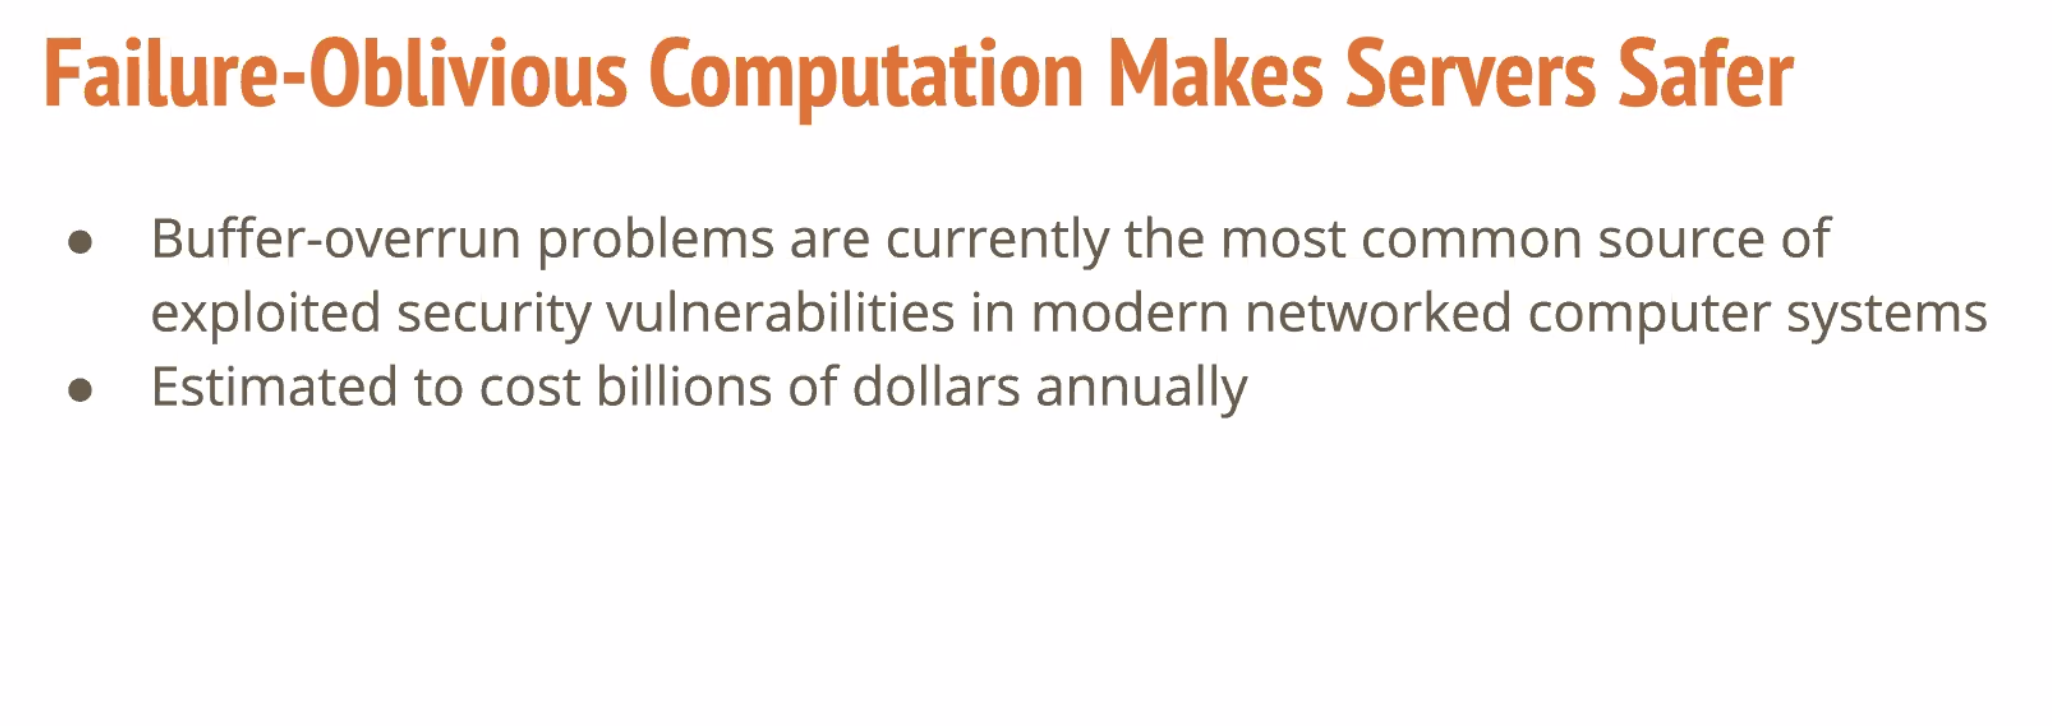 Failure-Oblivious Computation Makes Servers Safer
● Buffer-overrun problems are currently the most common source of
exploited security vulnerabilities in modern networked computer systems
● Estimated to cost billions of dollars annually